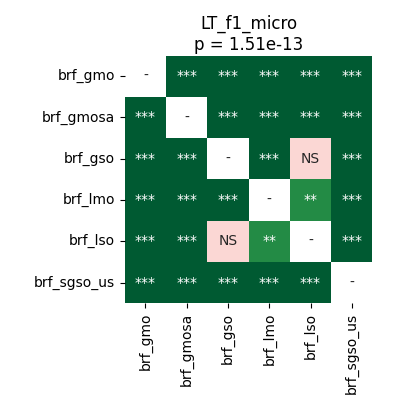 LT_f1_micro
p = 1.51e-13
brf_gmo - *** *** *** *** ***
brf_gmosa *** - *** *** *** ***
brf_gso *** *** - *** NS ***
brf_lmo *** *** *** - ** ***
brf_lso *** *** NS ** - ***
brf_sgso_us *** *** *** *** *** -
brf_gmo brf_gmosa brf_gso brf_lmo brf_lso brf_sgso_us